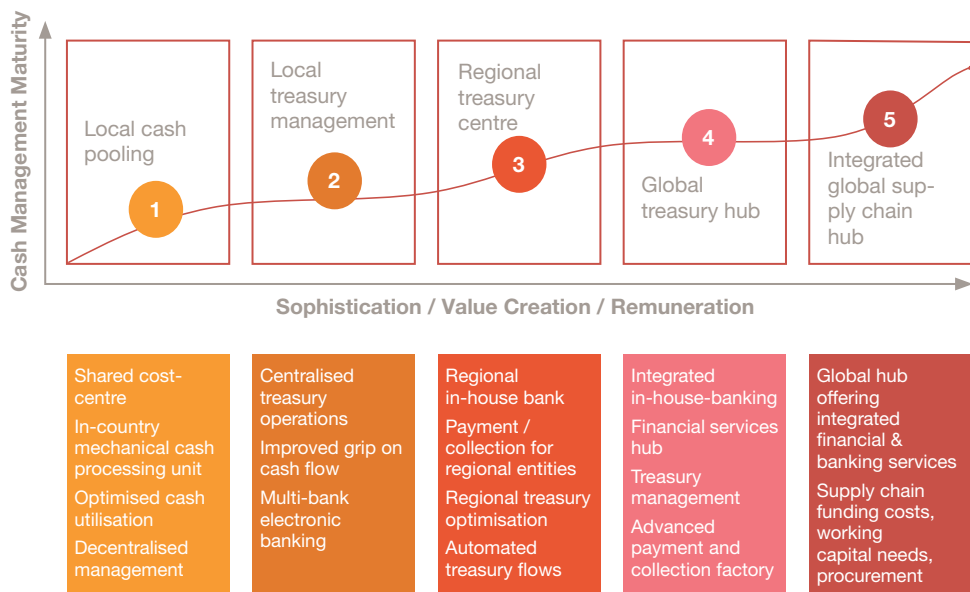 Cash Management Maturity
Local cash
pooling
1
Local
treasury
management
2
Regional
treasury
centre
3
4
Global
treasury hub
5
Integrated
global sup-
ply chain
hub
Sophistication / Value Creation / Remuneration
Shared cost-
centre
In-country
mechanical cash
processing unit
Optimised cash
utilisation
Decentralised
management
Centralised
treasury
operations
Improved grip on
cash flow
Multi-bank
electronic
banking
Regional
in-house bank
Payment /
collection for
regional entities
Regional treasury
optimisation
Automated
treasury flows
Integrated
in-house-banking
Financial services
hub
Treasury
management
Advanced
payment and
collection factory
Global hub
offering
integrated
financial &
banking services
Supply chain
funding costs,
working
capital needs,
procurement